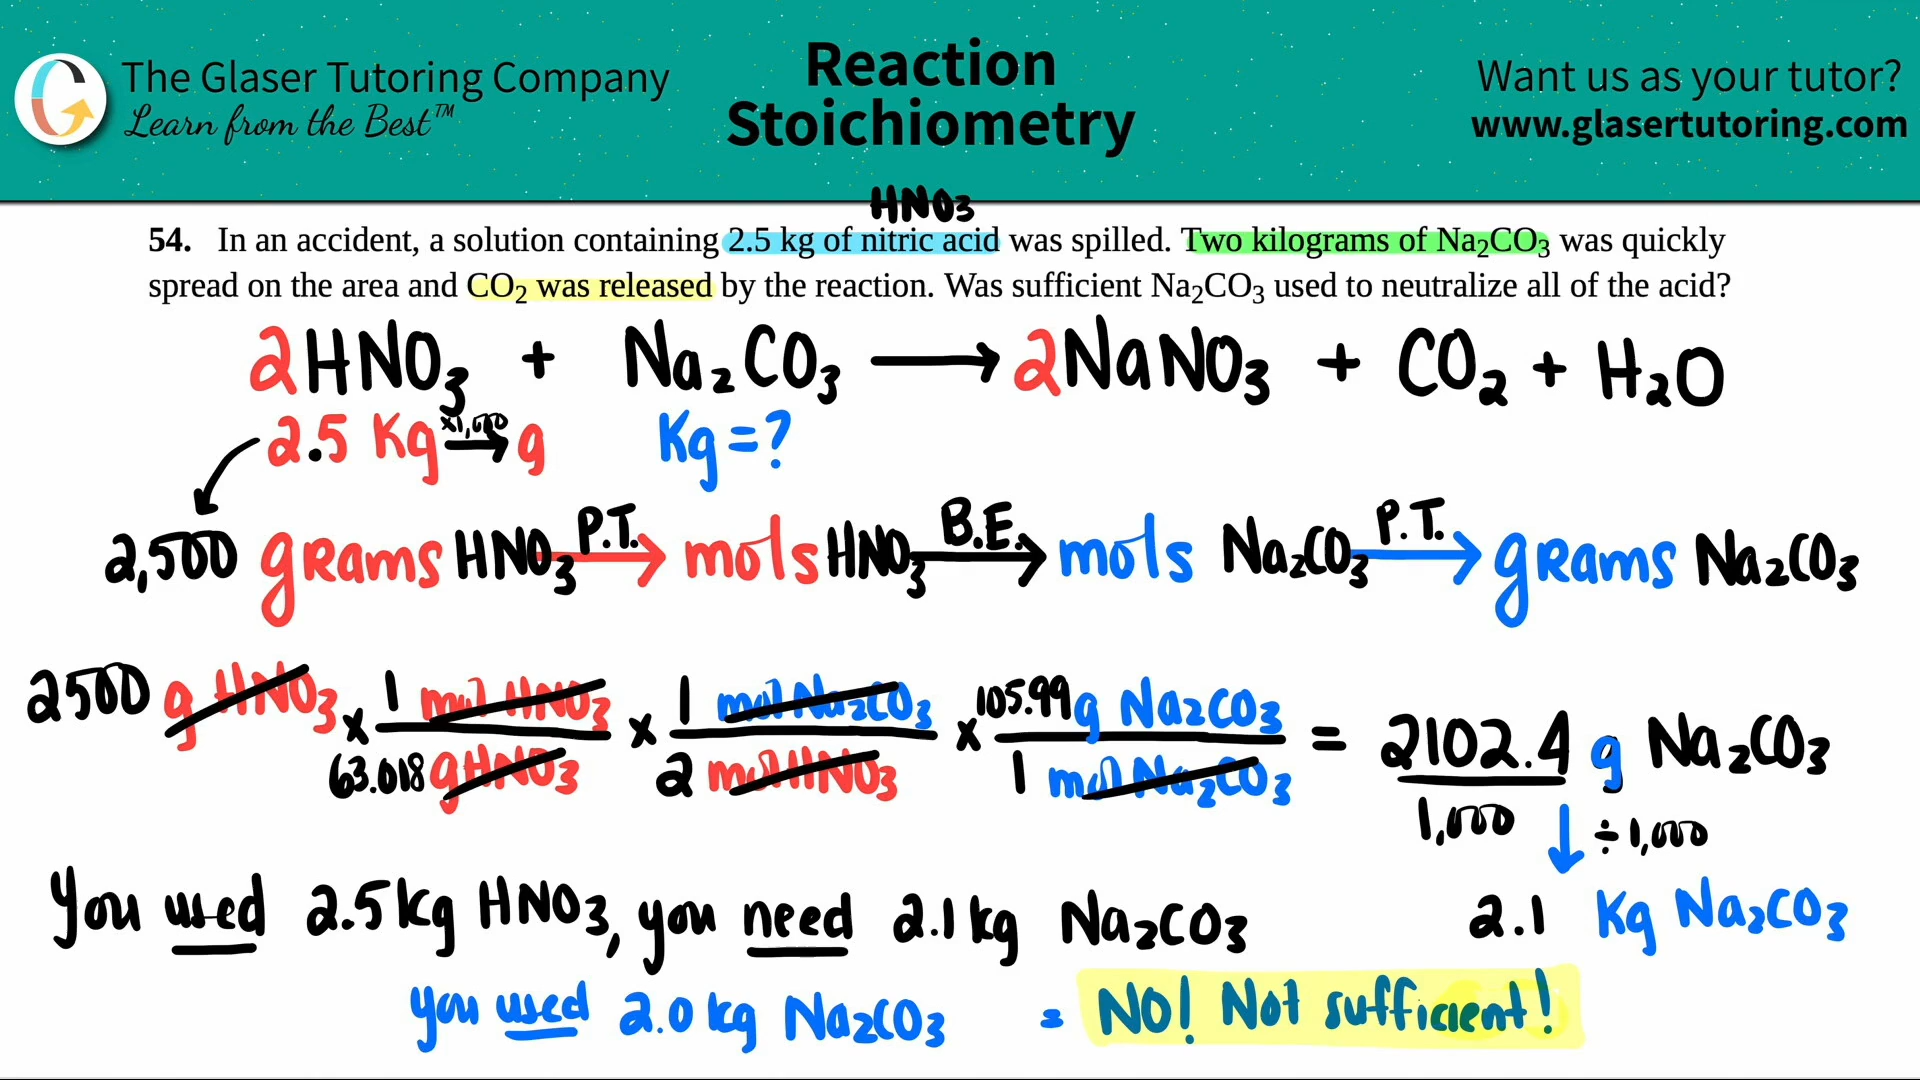 The Glaser Tutoring Company
Learn from the Best™
Reaction
Stoichiometry
Want us as your tutor?
www.glasertutoring.com
HNO3
54. In an accident, a solution containing 2.5 kg of nitric acid was spilled. Two kilograms of Na₂CO₃ was quickly
spread on the area and CO₂ was released by the reaction. Was sufficient Na₂CO₃ used to neutralize all of the acid?
2HNO₃ + Na₂CO₃ → 2NaNO₃ + CO₂ + H₂O
2.5 Kg x1,000 → g Kg = ?
2,500 grams HNO₃ P.T. → mols HNO₃ B.E. → mols Na₂CO₃ P.T. → grams Na₂CO₃
2500 g HNO₃ x 1 mol HNO₃ x 1 mol Na₂CO₃ x 105.99 g Na₂CO₃ = 2102.4 g Na₂CO₃
63.018 g HNO₃ 2 mol HNO₃ 1 mol Na₂CO₃
1,000 ↓ ÷ 1,000
You used 2.5 kg HNO₃, you need 2.1 kg Na₂CO₃
2.1 Kg Na₂CO₃
you used 2.0 kg Na₂CO₃ = NO! Not sufficient!